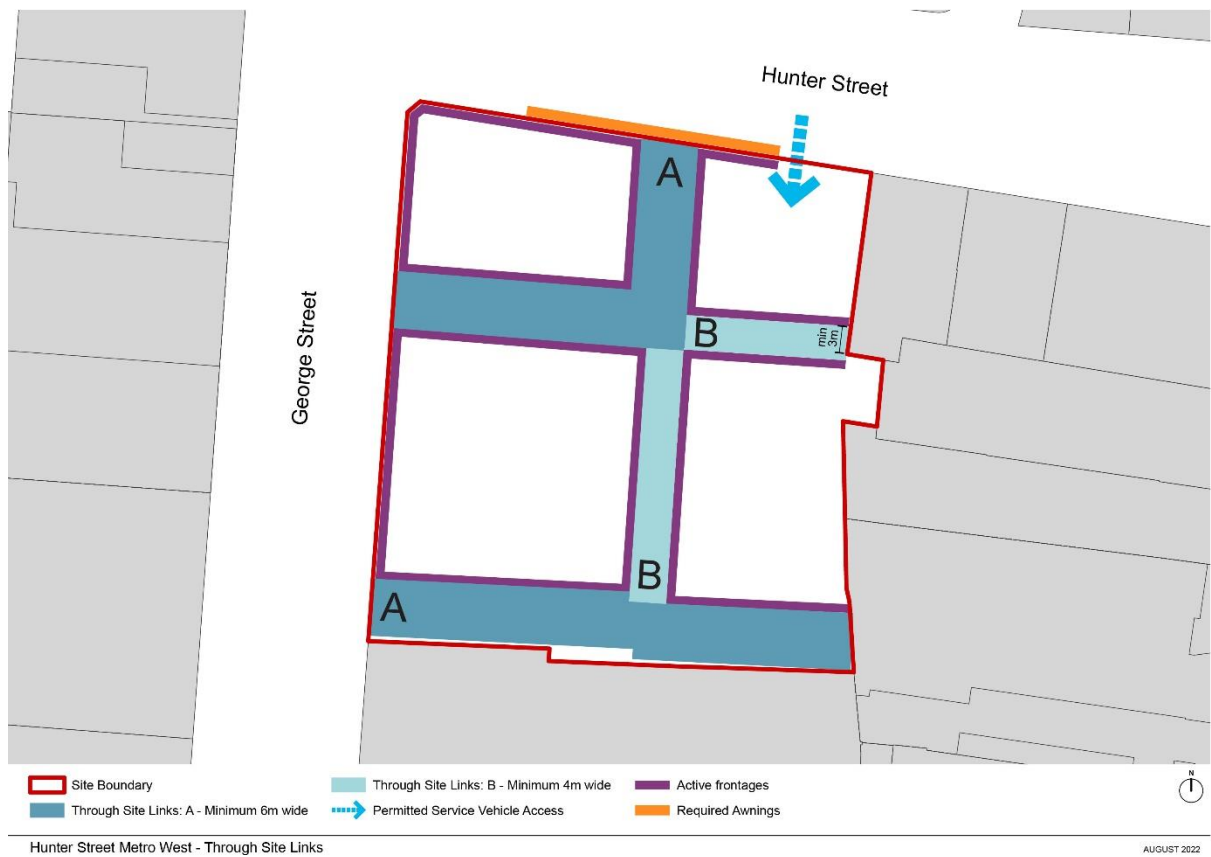 Hunter Street
A
George Street
B
min
3m
B
A
Site Boundary
Through Site Links: B - Minimum 4m wide
Active frontages
N
Through Site Links: A - Minimum 6m wide
Permitted Service Vehicle Access
Required Awnings
Hunter Street Metro West - Through Site Links
AUGUST 2022